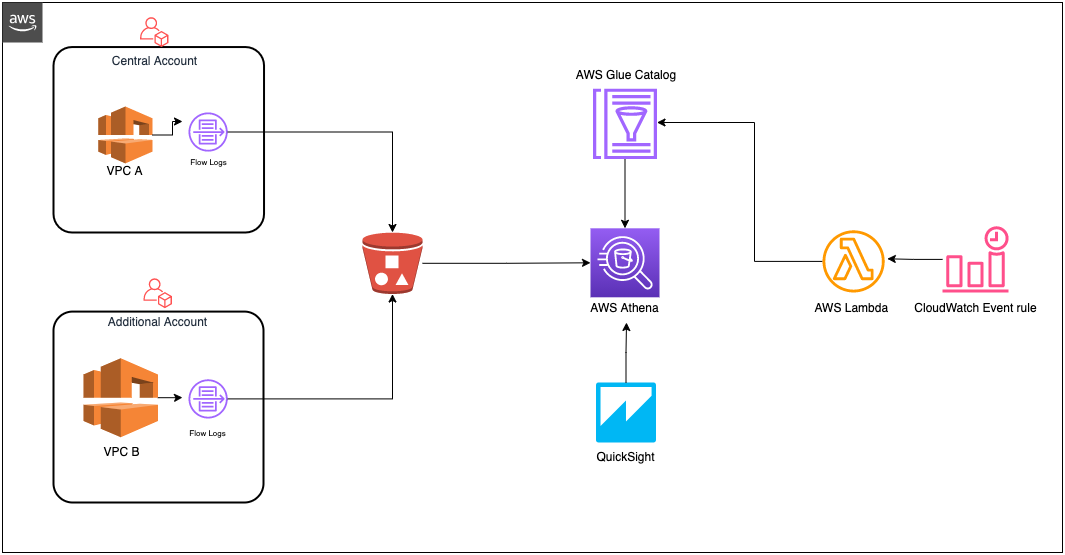 aws
Central Account
VPC A
Flow Logs
Additional Account
VPC B
Flow Logs
AWS Glue Catalog
AWS Athena
QuickSight
AWS Lambda
CloudWatch Event rule